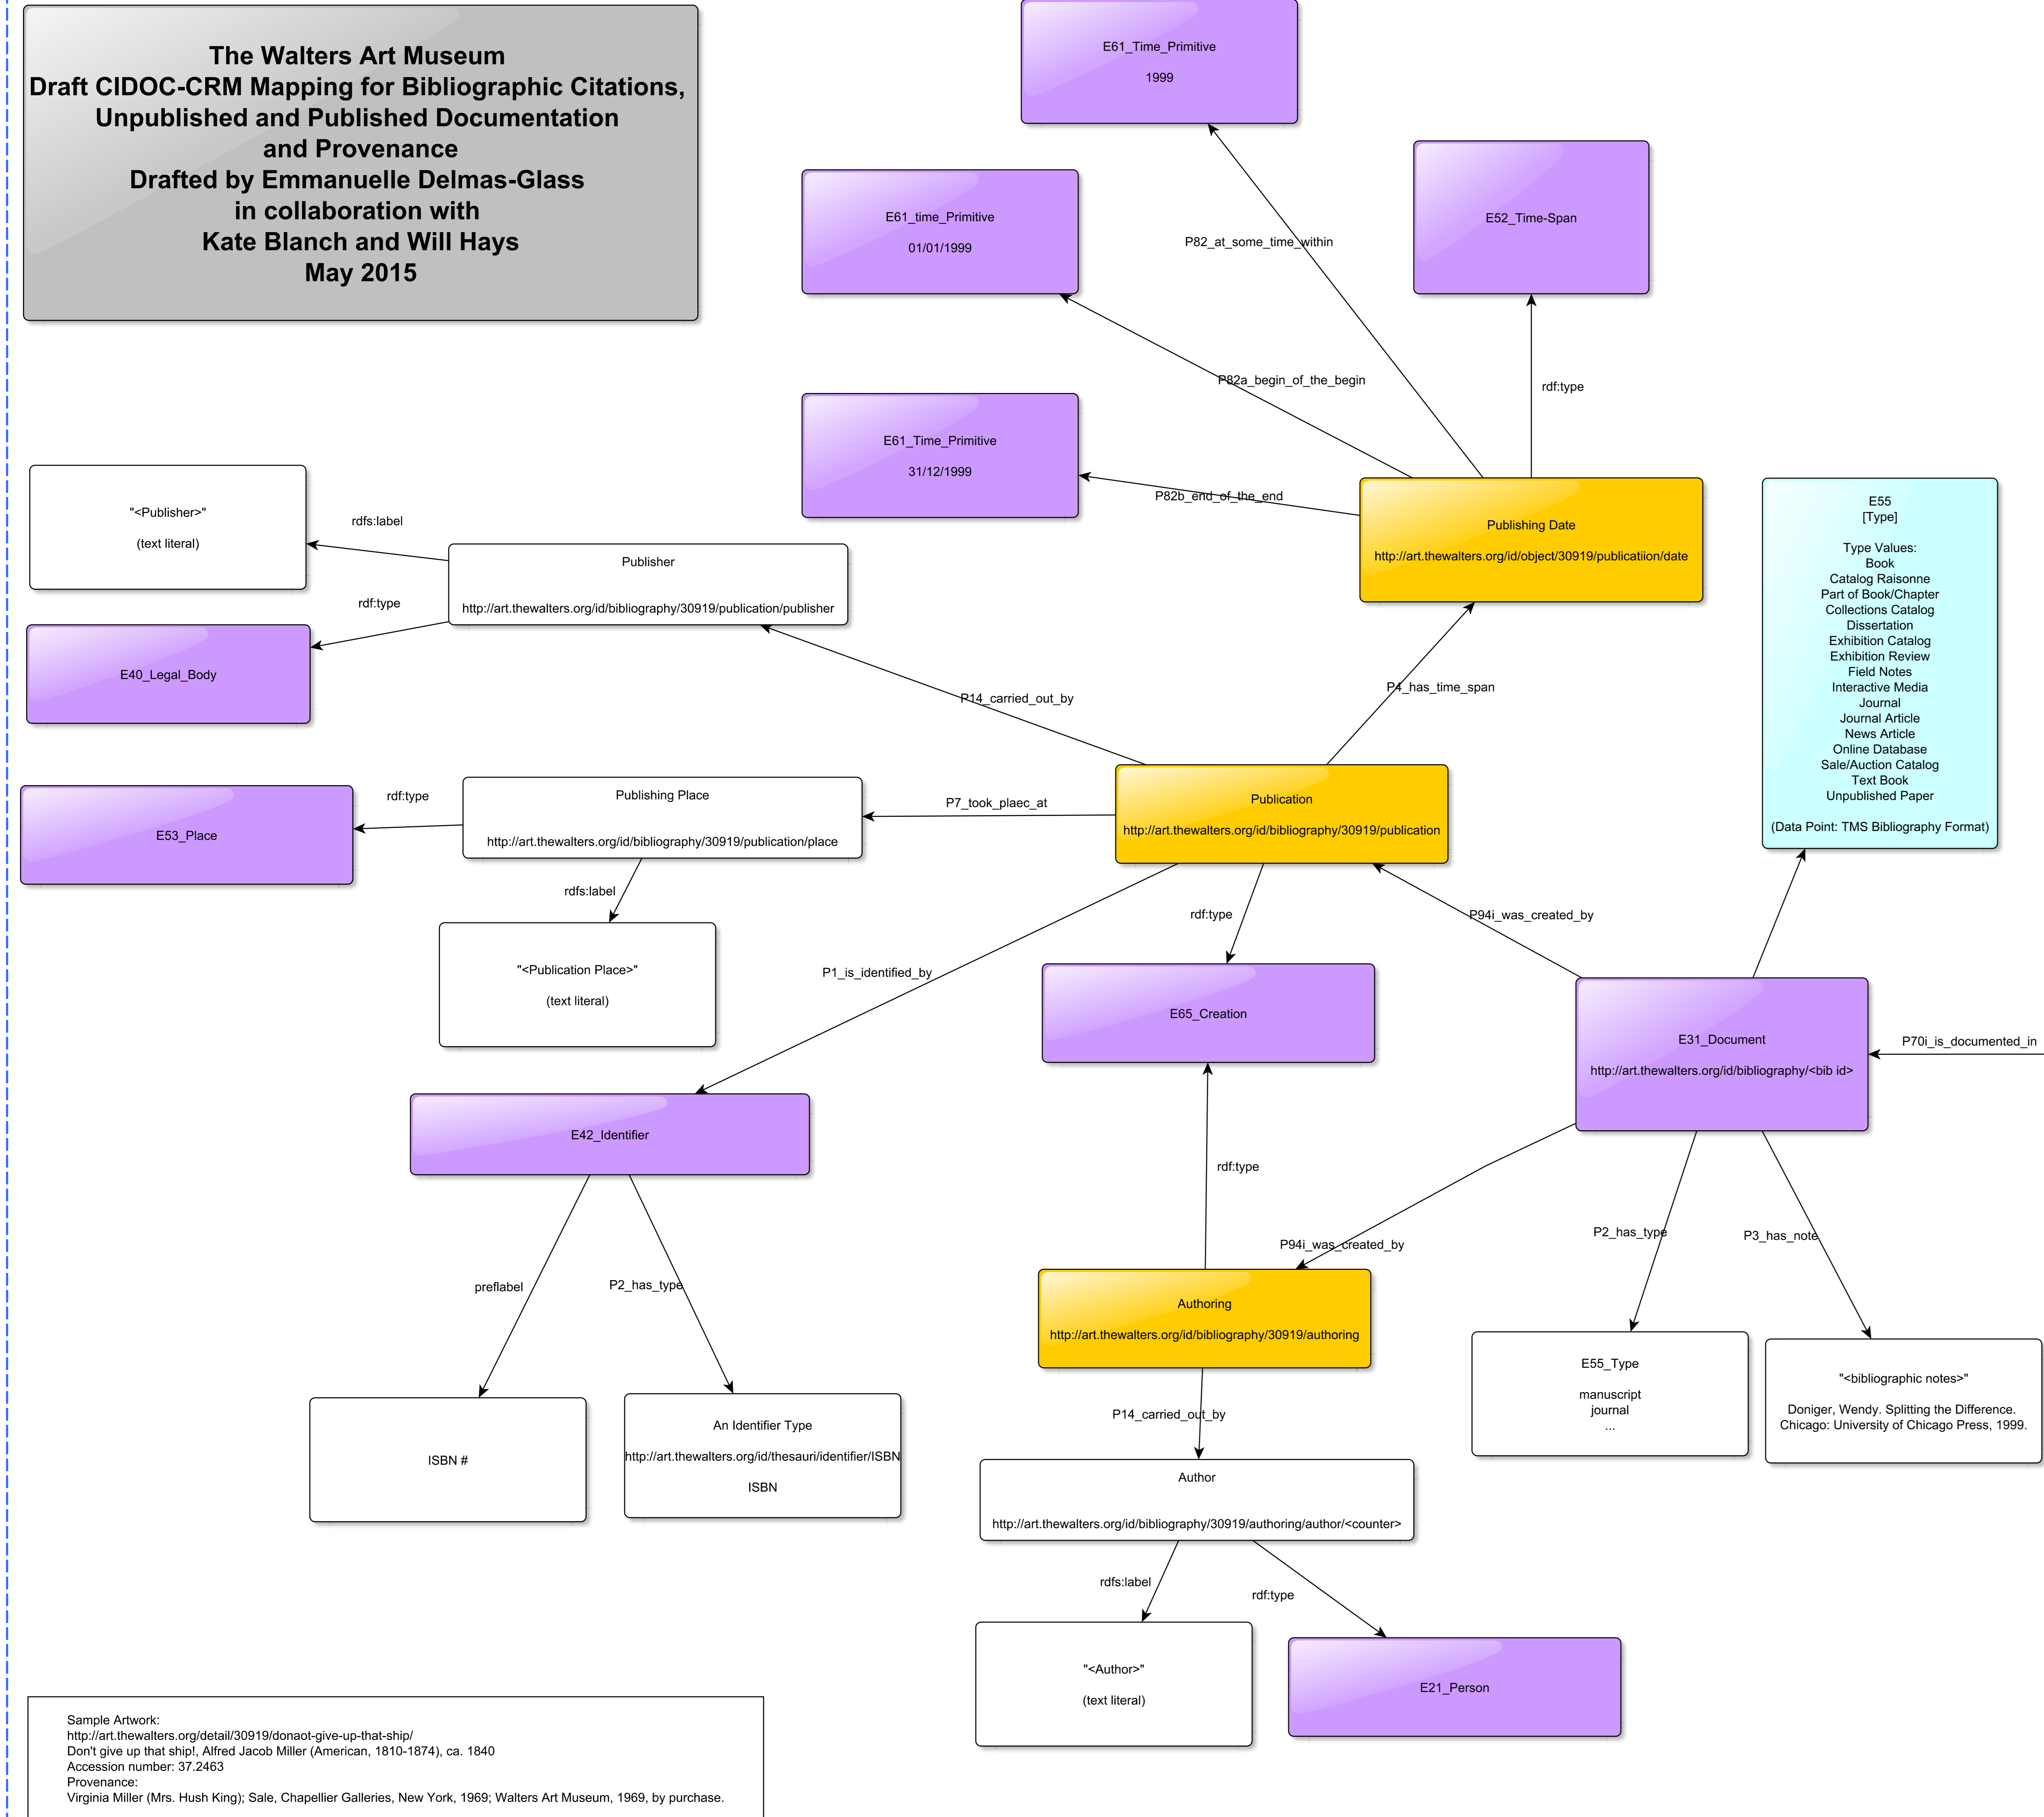 The Walters Art Museum
Draft CIDOC-CRM Mapping for Bibliographic Citations,
Unpublished and Published Documentation
and Provenance
Drafted by Emmanuelle Delmas-Glass
in collaboration with
Kate Blanch and Will Hays
May 2015
E61_Time_Primitive
1999
E61_time_Primitive
01/01/1999
E52_Time-Span
P82_at_some_time_within
P82a_begin_of_the_begin
rdf:type
E61_Time_Primitive
31/12/1999
P82b_end_of_the_end
Publishing Date
http://art.thewalters.org/id/object/30919/publicatiion/date
E55
[Type]
Type Values:
Book
Catalog Raisonne
Part of Book/Chapter
Collections Catalog
Dissertation
Exhibition Catalog
Exhibition Review
Field Notes
Interactive Media
Journal
Journal Article
News Article
Online Database
Sale/Auction Catalog
Text Book
Unpublished Paper
(Data Point: TMS Bibliography Format)
"<Publisher>"
(text literal)
rdfs:label
Publisher
http://art.thewalters.org/id/bibliography/30919/publication/publisher
rdf:type
E40_Legal_Body
P14_carried_out_by
P4_has_time_span
E53_Place
rdf:type
Publishing Place
http://art.thewalters.org/id/bibliography/30919/publication/place
P7_took_plaec_at
Publication
http://art.thewalters.org/id/bibliography/30919/publication
rdfs:label
"<Publication Place>"
(text literal)
P1_is_identified_by
rdf:type
P94i_was_created_by
E65_Creation
E31_Document
http://art.thewalters.org/id/bibliography/<bib id>
P70i_is_documented_in
E42_Identifier
rdf:type
P94i_was_created_by
P2_has_type
P3_has_note
preflabel
P2_has_type
Authoring
http://art.thewalters.org/id/bibliography/30919/authoring
E55_Type
manuscript
journal
...
"<bibliographic notes>"
Doniger, Wendy. Splitting the Difference.
Chicago: University of Chicago Press, 1999.
ISBN #
An Identifier Type
http://art.thewalters.org/id/thesauri/identifier/ISBN
ISBN
P14_carried_out_by
Author
http://art.thewalters.org/id/bibliography/30919/authoring/author/<counter>
rdfs:label
rdf:type
"<Author>"
(text literal)
E21_Person
Sample Artwork:
http://art.thewalters.org/detail/30919/donaot-give-up-that-ship/
Don't give up that ship!, Alfred Jacob Miller (American, 1810-1874), ca. 1840
Accession number: 37.2463
Provenance:
Virginia Miller (Mrs. Hush King); Sale, Chapellier Galleries, New York, 1969; Walters Art Museum, 1969, by purchase.